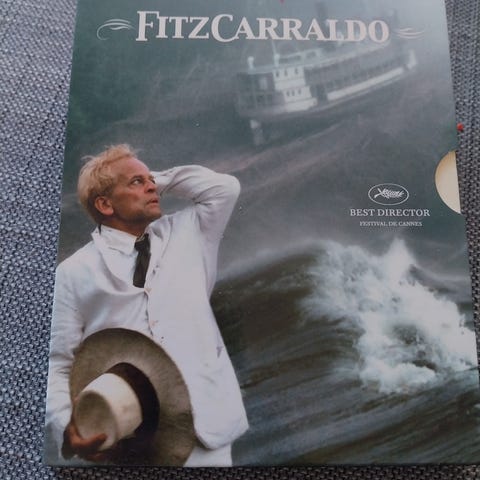 FITZCARRALDO
BEST DIRECTOR
FESTIVAL DE CANNES